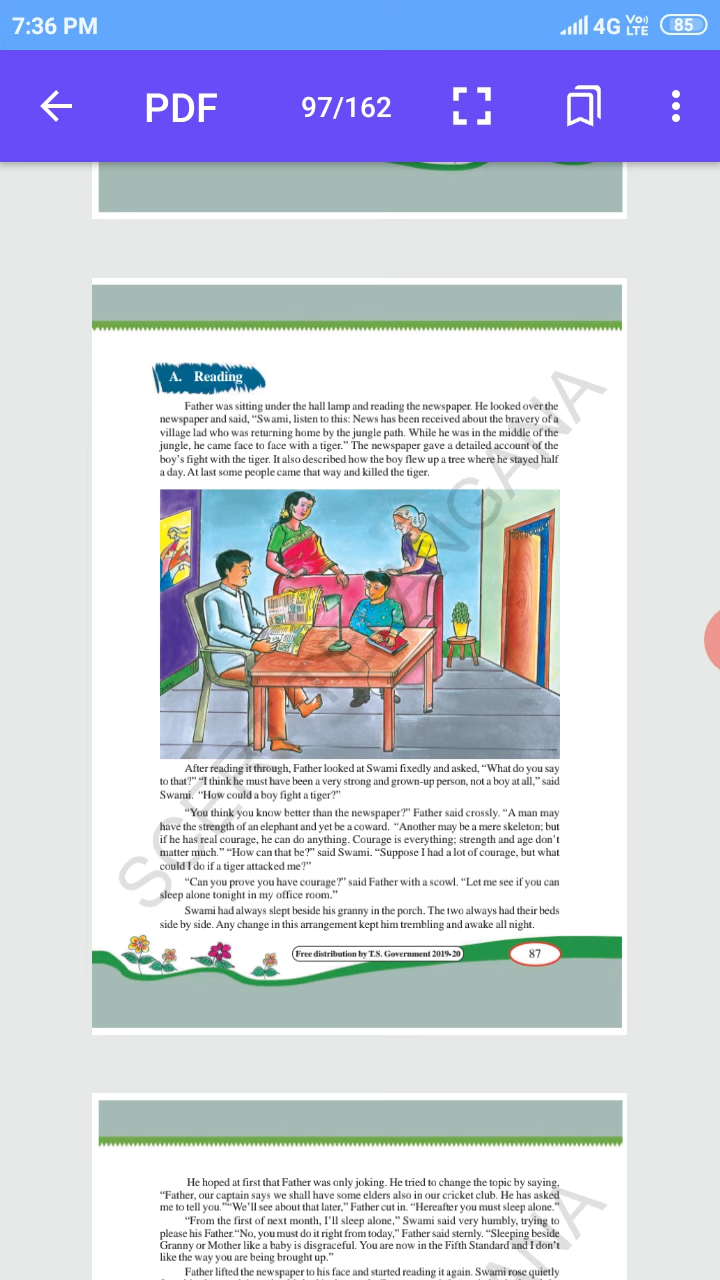 7:36 PM
4G Vo)) LTE 85
PDF 97/162
A. Reading
Father was sitting under the hall lamp and reading the newspaper. He looked over the
newspaper and said, “Swami, listen to this: News has been received about the bravery of a
village lad who was returning home by the jungle path. While he was in the middle of the
jungle, he came face to face with a tiger.” The newspaper gave a detailed account of the
boy’s fight with the tiger. It also described how the boy flew up a tree where he stayed half
a day. At last some people came that way and killed the tiger.
After reading it through, Father looked at Swami fixedly and asked, “What do you say
to that?” “I think he must have been a very strong and grown-up person, not a boy at all,” said
Swami. “How could a boy fight a tiger?”
“You think you know better than the newspaper?” Father said crossly. “A man may
have the strength of an elephant and yet be a coward. “Another may be a mere skeleton; but
if he has real courage, he can do anything. Courage is everything; strength and age don’t
matter much.” “How can that be?” said Swami. “Suppose I had a lot of courage, but what
could I do if a tiger attacked me?”
“Can you prove you have courage?” said Father with a scowl. “Let me see if you can
sleep alone tonight in my office room.”
Swami had always slept beside his granny in the porch. The two always had their beds
side by side. Any change in this arrangement kept him trembling and awake all night.
Free distribution by T.S. Government 2019-20
87
He hoped at first that Father was only joking. He tried to change the topic by saying,
“Father, our captain says we shall have some elders also in our cricket club. He has asked
me to tell you.”“We’ll see about that later,” Father cut in. “Hereafter you must sleep alone.”
“From the first of next month, I’ll sleep alone,” Swami said very humbly, trying to
please his Father.“No, you must do it right from today,” Father said sternly. “Sleeping beside
Granny or Mother like a baby is disgraceful. You are now in the Fifth Standard and I don’t
like the way you are being brought up.”
Father lifted the newspaper to his face and started reading it again. Swami rose quietly